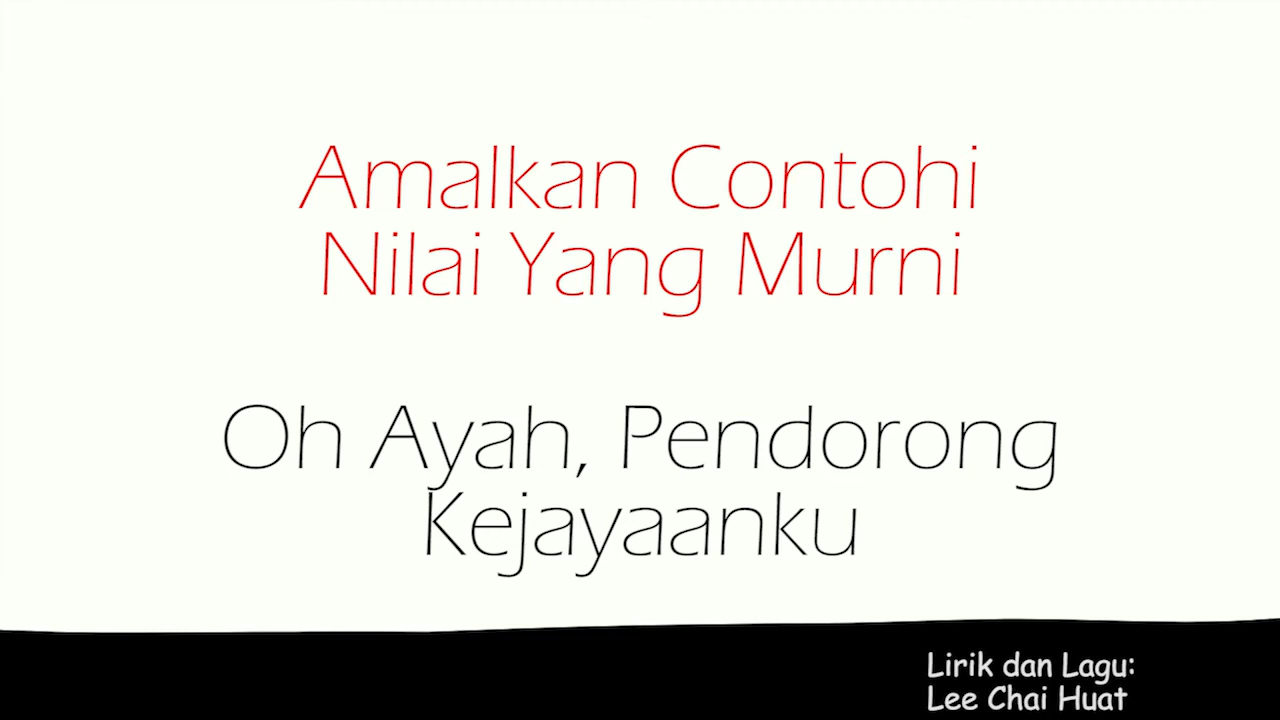 Amalkan Contohi
Nilai Yang Murni
Oh Ayah, Pendorong
Kejayaanku
Lirik dan Lagu:
Lee Chai Huat